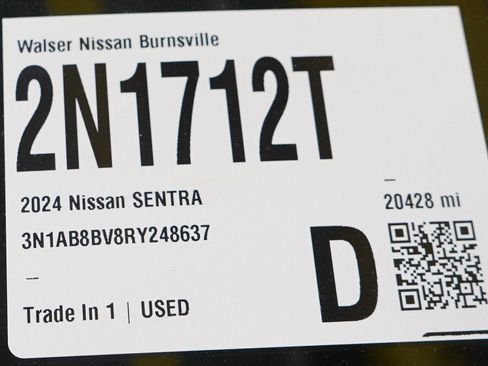 Walser Nissan Burnsville
2N1712T
2024 Nissan SENTRA
20428 mi
3N1AB8BV8RY248637
D
Trade In 1 | USED